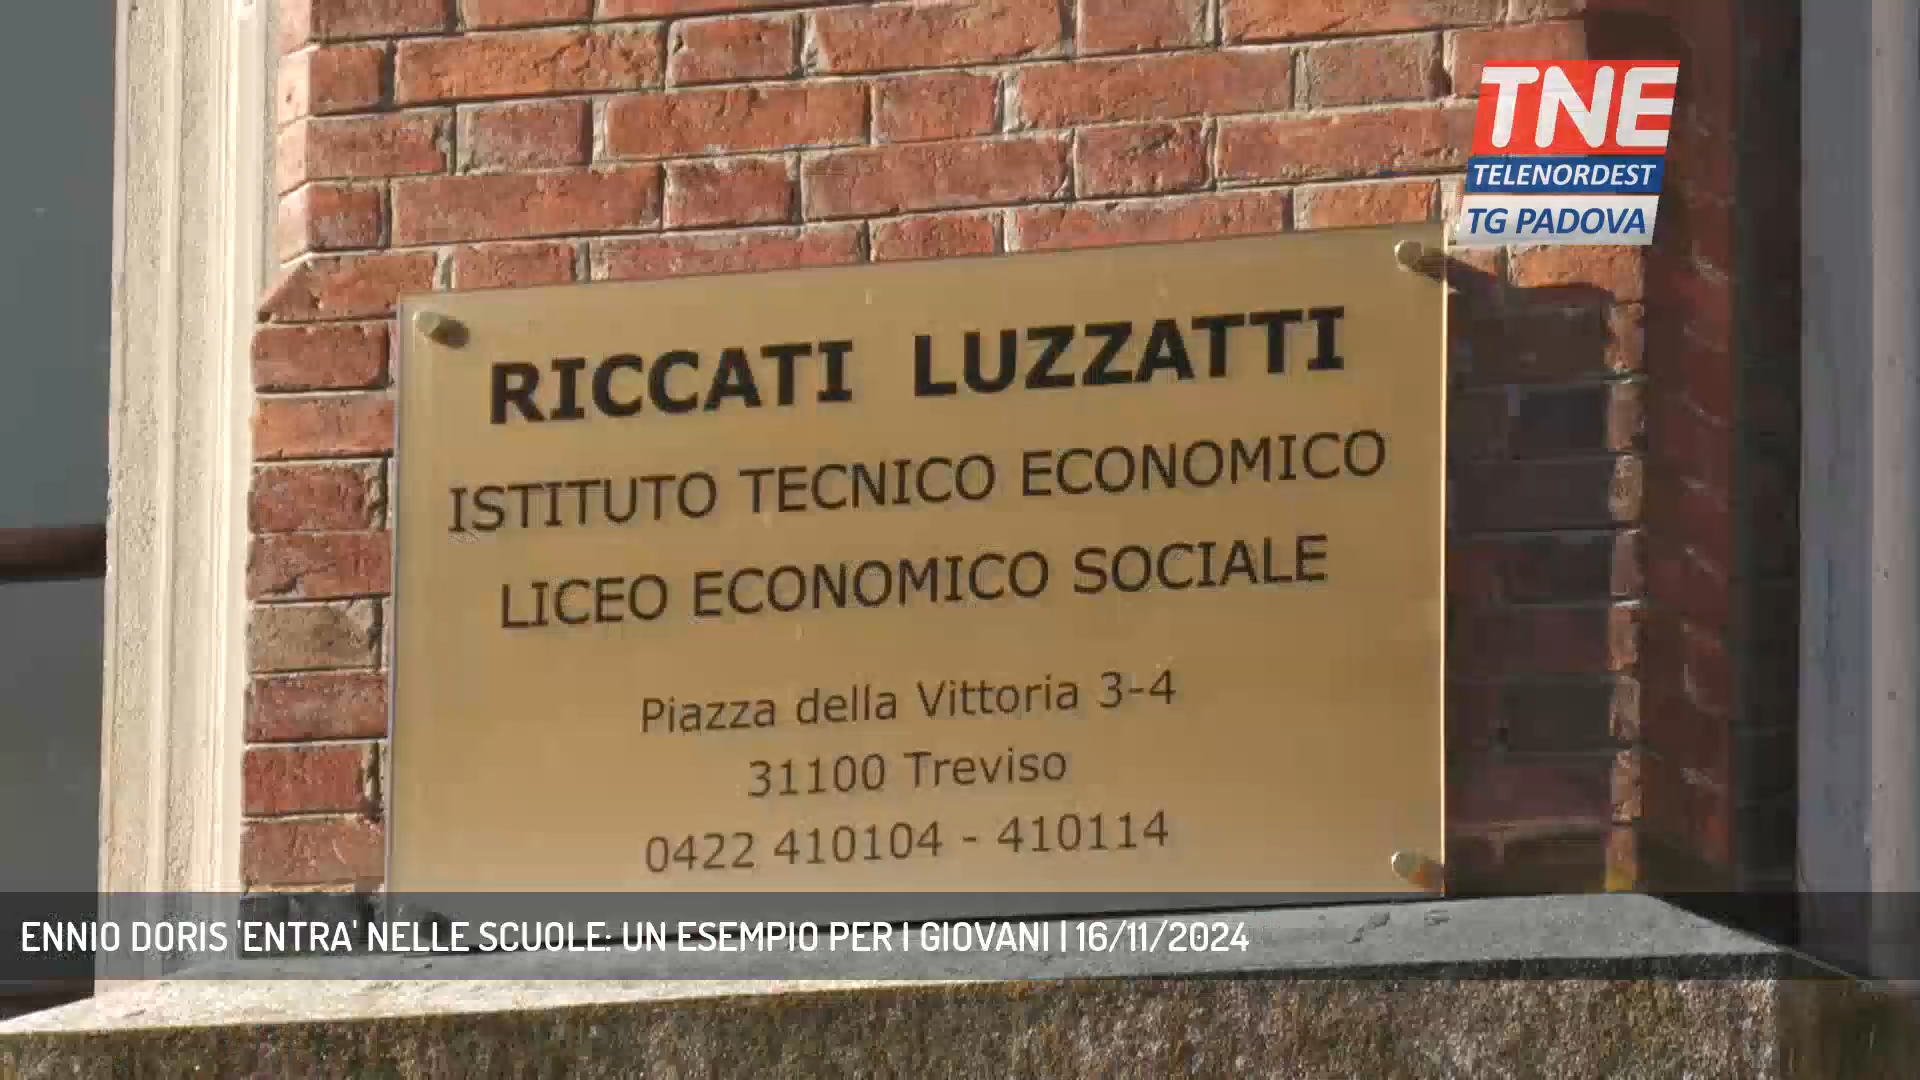 TNE
TELENORDEST
TG PADOVA
RICCATI LUZZATTI
ISTITUTO TECNICO ECONOMICO
LICEO ECONOMICO SOCIALE
Piazza della Vittoria 3-4
31100 Treviso
0422 410104 - 410114
ENNIO DORIS 'ENTRA' NELLE SCUOLE: UN ESEMPIO PER I GIOVANI | 16/11/2024